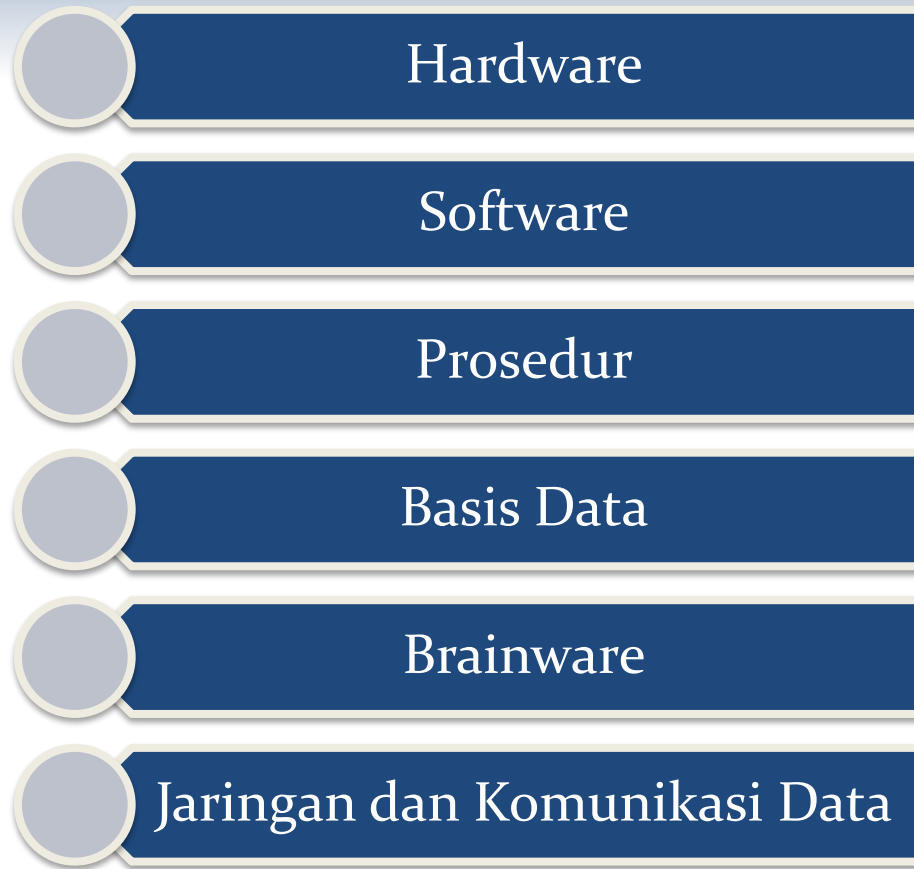 Hardware
Software
Prosedur
Basis Data
Brainware
Jaringan dan Komunikasi Data